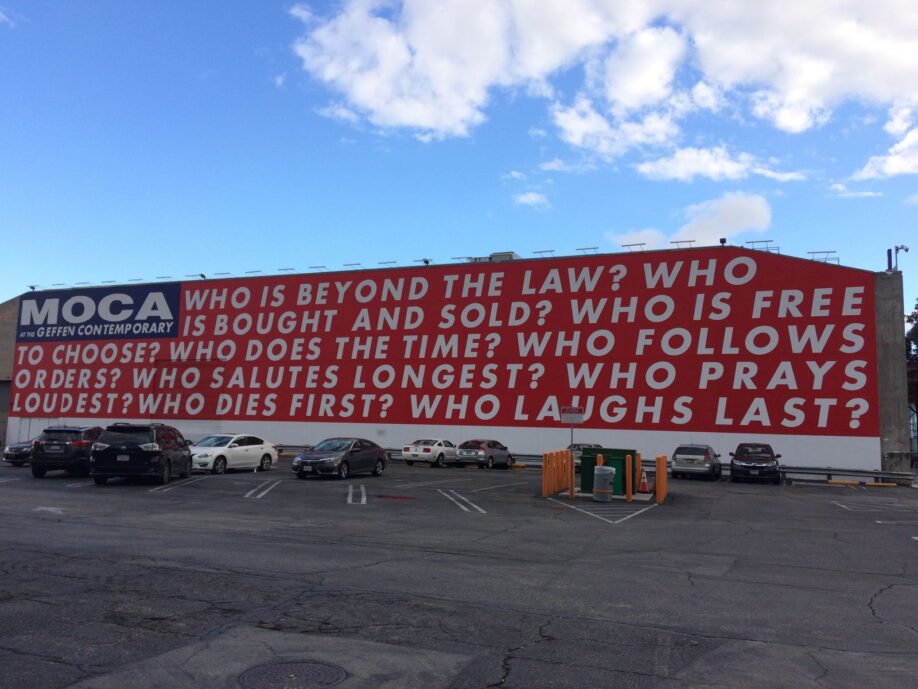 MOCA
AT THE GEFFEN CONTEMPORARY
WHO IS BEYOND THE LAW? WHO
IS BOUGHT AND SOLD? WHO IS FREE
TO CHOOSE? WHO DOES THE TIME? WHO FOLLOWS
ORDERS? WHO SALUTES LONGEST? WHO PRAYS
LOUDEST? WHO DIES FIRST? WHO LAUGHS LAST?